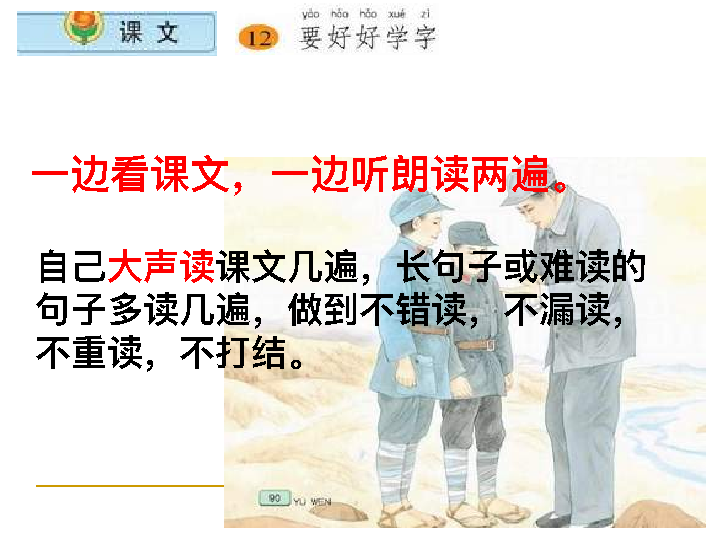 课 文
yào hǎo hǎo xué zì
12 要好好学字
一边看课文，一边听朗读两遍。
自己大声读课文几遍，长句子或难读的
句子多读几遍，做到不错读，不漏读，
不重读，不打结。
90 YU WEN